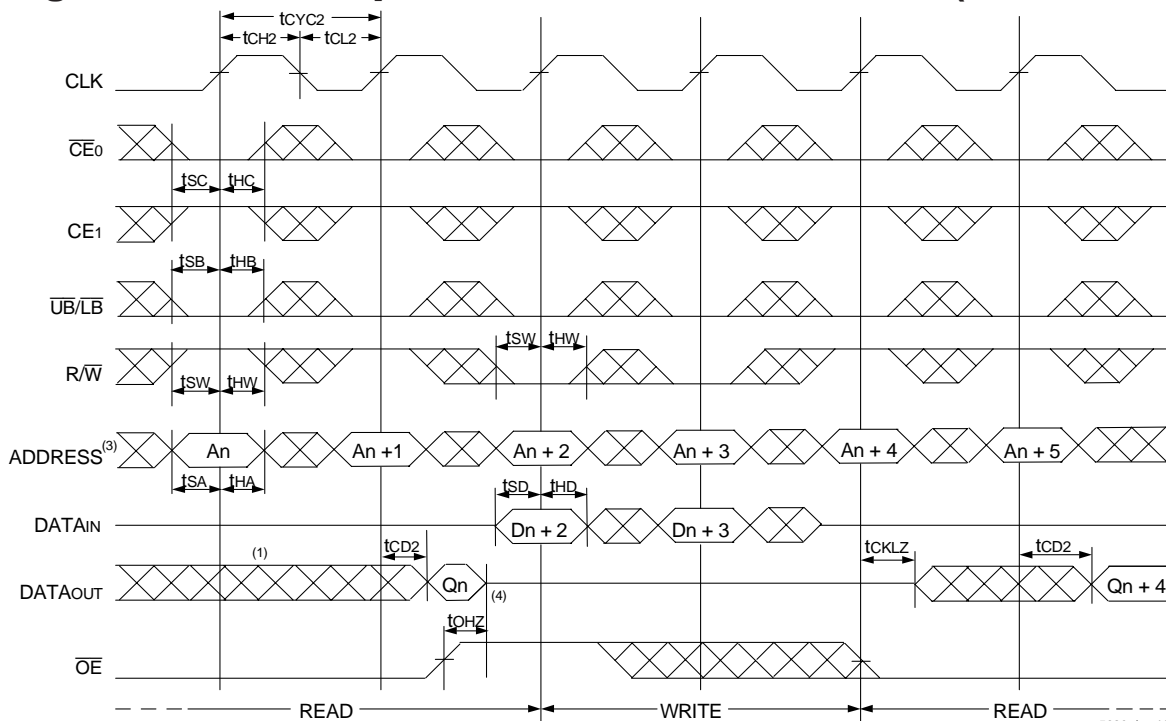 tCYC2
tCH2 tCL2
CLK
CE0
tSC tHC
CE1
tSB tHB
UB/LB
tSW tHW
R/W
tSW tHW
ADDRESS(3) An An +1 An + 2 An + 3 An + 4 An + 5
tSA tHA
tSD tHD
DATAIN Dn + 2 Dn + 3
tCD2 tCKLZ tCD2
(1)
DATAOUT Qn (4) Qn + 4
tOHZ
OE
READ WRITE READ